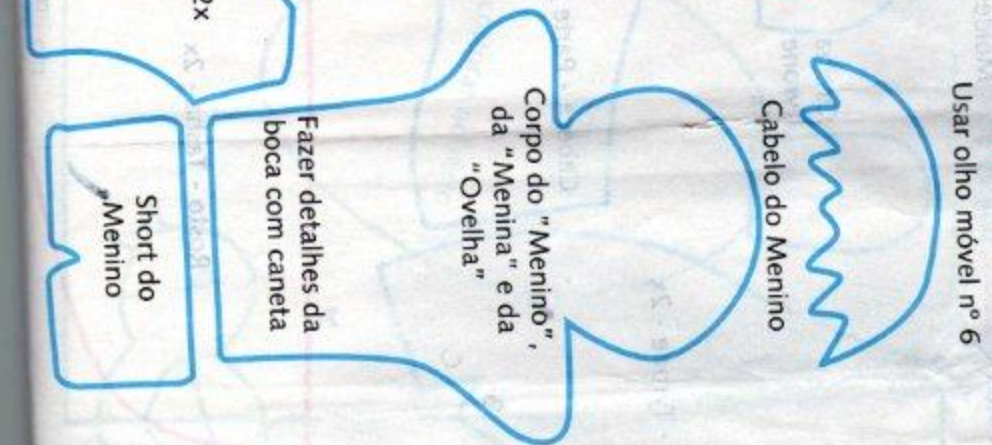 Usar olho móvel nº 6
Cabelo do Menino
Corpo do "Menino",
da "Menina" e da
"Ovelha"
Fazer detalhes da
boca com caneta
2x
Short do
Menino